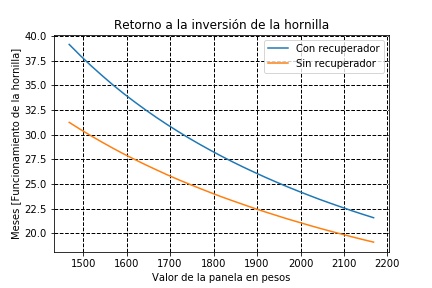 Retorno a la inversión de la hornilla
Con recuperador
Sin recuperador
Meses [Funcionamiento de la hornilla]
40.0
37.5
35.0
32.5
30.0
27.5
25.0
22.5
20.0
1500 1600 1700 1800 1900 2000 2100 2200
Valor de la panela en pesos